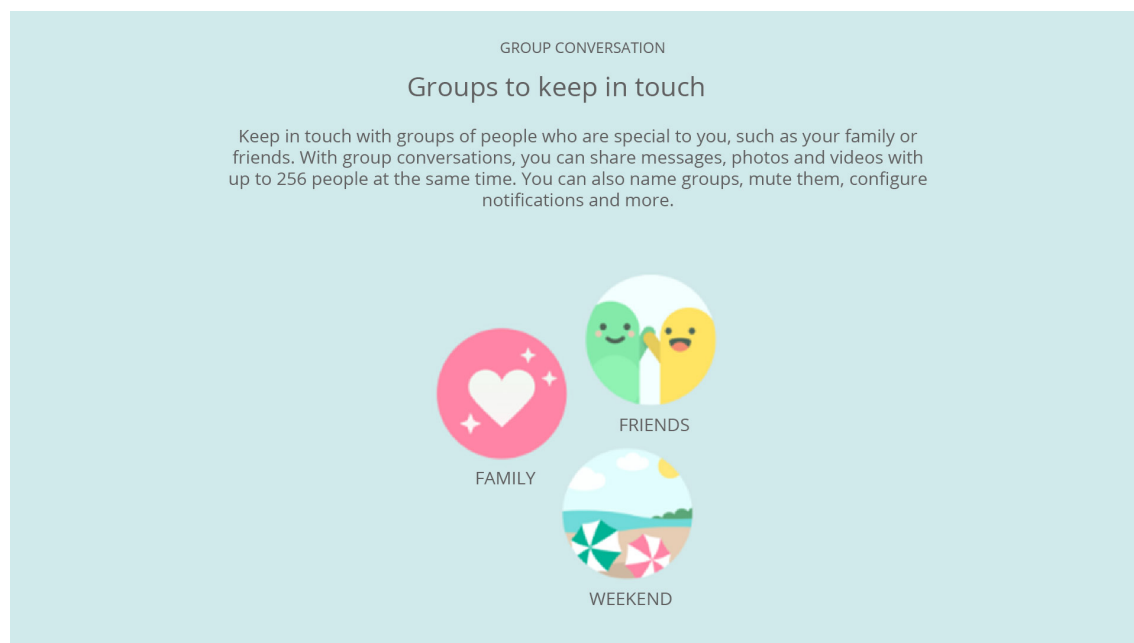 GROUP CONVERSATION
Groups to keep in touch
Keep in touch with groups of people who are special to you, such as your family or
friends. With group conversations, you can share messages, photos and videos with
up to 256 people at the same time. You can also name groups, mute them, configure
notifications and more.
FRIENDS
FAMILY
WEEKEND